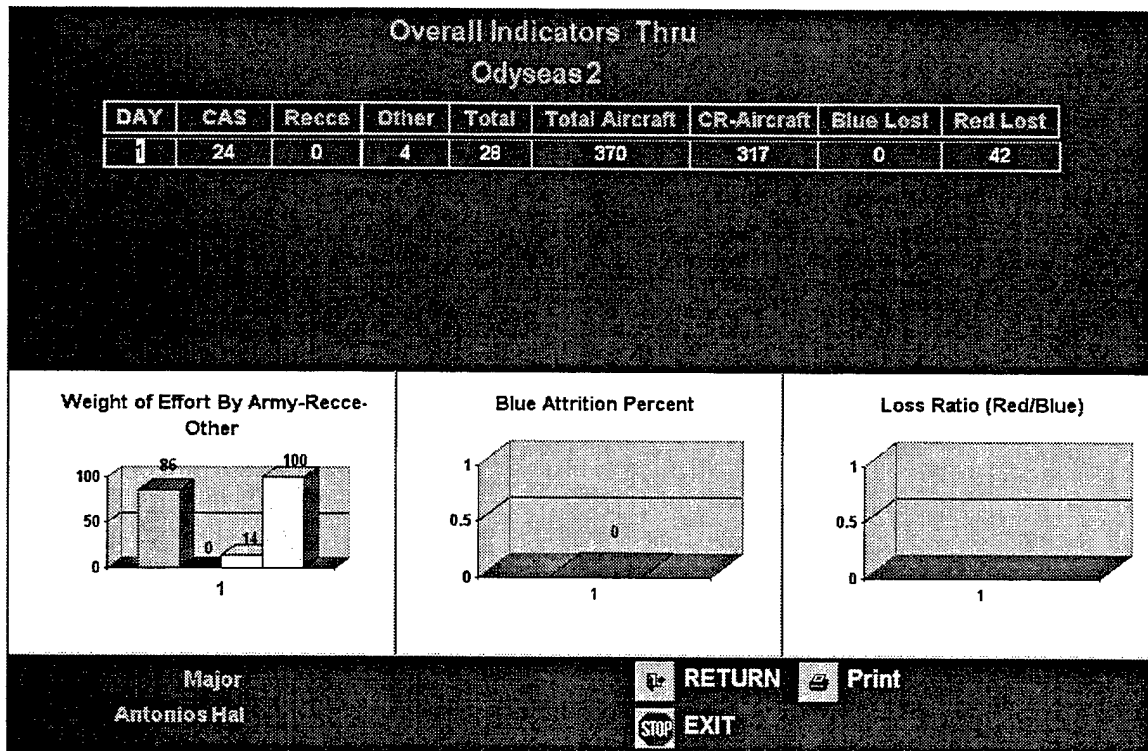 Overall Indicators Thru
Odyseas 2
DAY CAS Recce Other Total Total Aircraft CR-Aircraft Blue Lost Red Lost
1 24 0 4 28 370 317 0 42
Weight of Effort By Army-Recce-
Other
100
50
0
86
0
14
100
1
Blue Attrition Percent
1
0.5
0
0
1
Loss Ratio (Red/Blue)
1
0.5
0
1
Major
Antonios Hal
RETURN Print
STOP EXIT